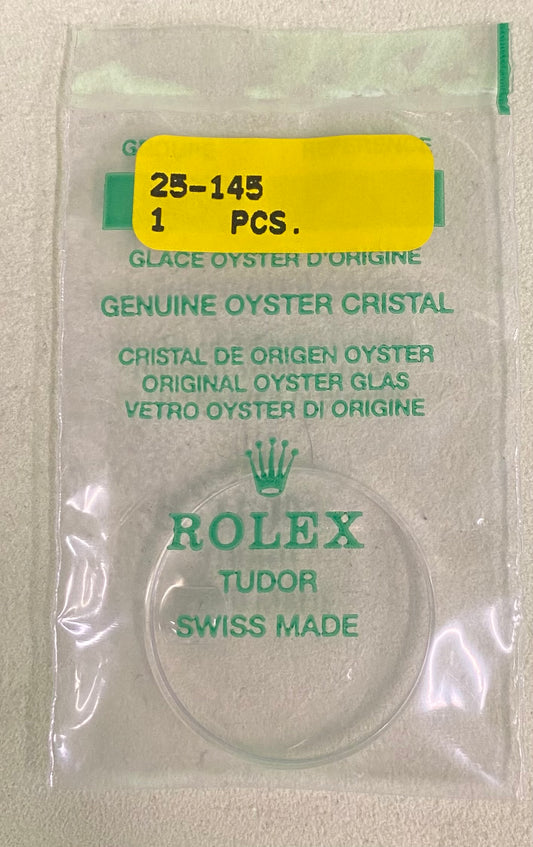 25-145
1 PCS.
GLACE OYSTER D'ORIGINE
GENUINE OYSTER CRISTAL
CRISTAL DE ORIGEN OYSTER
ORIGINAL OYSTER GLAS
VETRO OYSTER DI ORIGINE
ROLEX
TUDOR
SWISS MADE